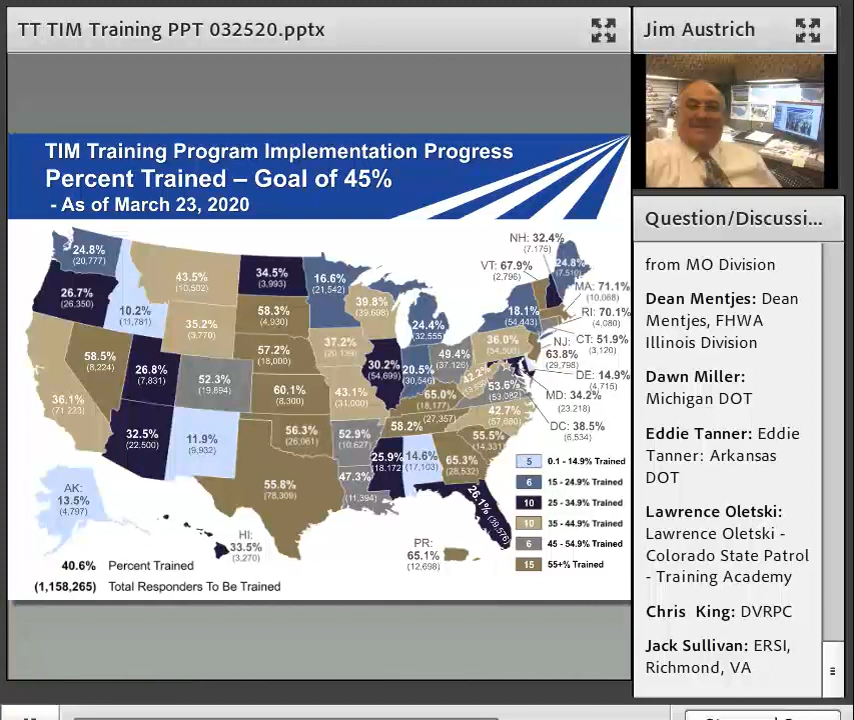 TT TIM Training PPT 032520.pptx
Jim Austrich
TIM Training Program Implementation Progress
Percent Trained – Goal of 45%
- As of March 23, 2020
24.8%
(20,777)
26.7%
(26,350)
10.2%
(11,781)
43.5%
(10,502)
34.5%
(3,993)
16.6%
(21,542)
39.8%
(39,698)
24.4%
(32,555)
NH: 32.4%
(7,175)
VT: 67.9%
(2,796)
24.8%
(7,510)
MA: 71.1%
(10,068)
RI: 70.1%
(4,080)
CT: 51.9%
(3,120)
NJ:
63.8%
(29,798)
DE: 14.9%
(4,715)
MD: 34.2%
(23,218)
DC: 38.5%
(6,534)
18.1%
(54,443)
36.0%
35.2%
(3,770)
58.3%
(4,930)
57.2%
(18,000)
37.2%
(20,139)
30.2%
(54,699)
20.5%
(30,546)
49.4%
(37,126)
42.2%
53.6%
(53,082)
58.5%
(8,224)
26.8%
(7,831)
52.3%
(19,894)
60.1%
(8,300)
43.1%
(31,000)
65.0%
(18,177)
42.7%
(57,680)
36.1%
(71,223)
32.5%
(22,500)
11.9%
(9,932)
56.3%
(26,061)
52.9%
(10,627)
58.2%
(27,357)
55.5%
(14,331)
55.8%
(78,309)
47.3%
(11,394)
25.9%
(18,172)
14.6%
(17,103)
65.3%
(28,532)
26.1%
AK:
13.5%
(4,797)
HI:
33.5%
(3,270)
PR:
65.1%
(12,698)
5 0.1 - 14.9% Trained
6 15 - 24.9% Trained
10 25 - 34.9% Trained
10 35 - 44.9% Trained
6 45 - 54.9% Trained
15 55+% Trained
40.6% Percent Trained
(1,158,265) Total Responders To Be Trained
Question/Discussi...
from MO Division
Dean Mentjes: Dean
Mentjes, FHWA
Illinois Division
Dawn Miller:
Michigan DOT
Eddie Tanner: Eddie
Tanner: Arkansas
DOT
Lawrence Oletski:
Lawrence Oletski -
Colorado State Patrol
- Training Academy
Chris King: DVRPC
Jack Sullivan: ERSI,
Richmond, VA